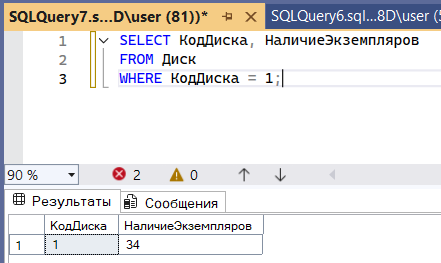 SQLQuery7.s...D\user (81))* SQLQuery6.sql...8D\user (5
1 SELECT КодДиска, НаличиеЭкземпляров
2 FROM Диск
3 WHERE КодДиска = 1;
90 % 2 0
Результаты Сообщения
КодДиска НаличиеЭкземпляров
1 1 34